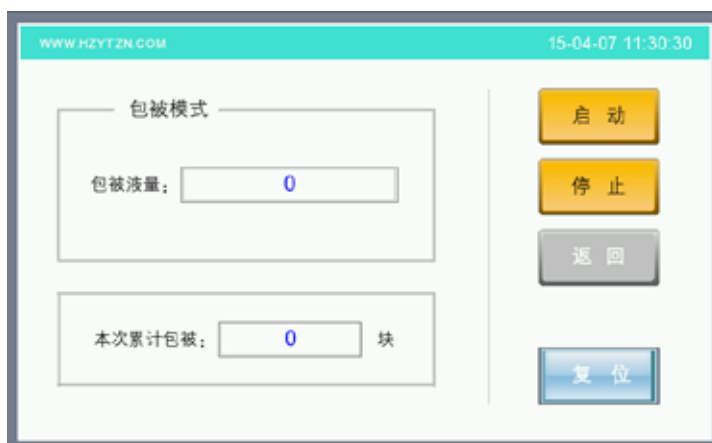 WWW.HZYTZN.COM 15-04-07 11:30:30
包被模式
包被液量: 0
本次累计包被: 0 块
启 动
停 止
返 回
复 位